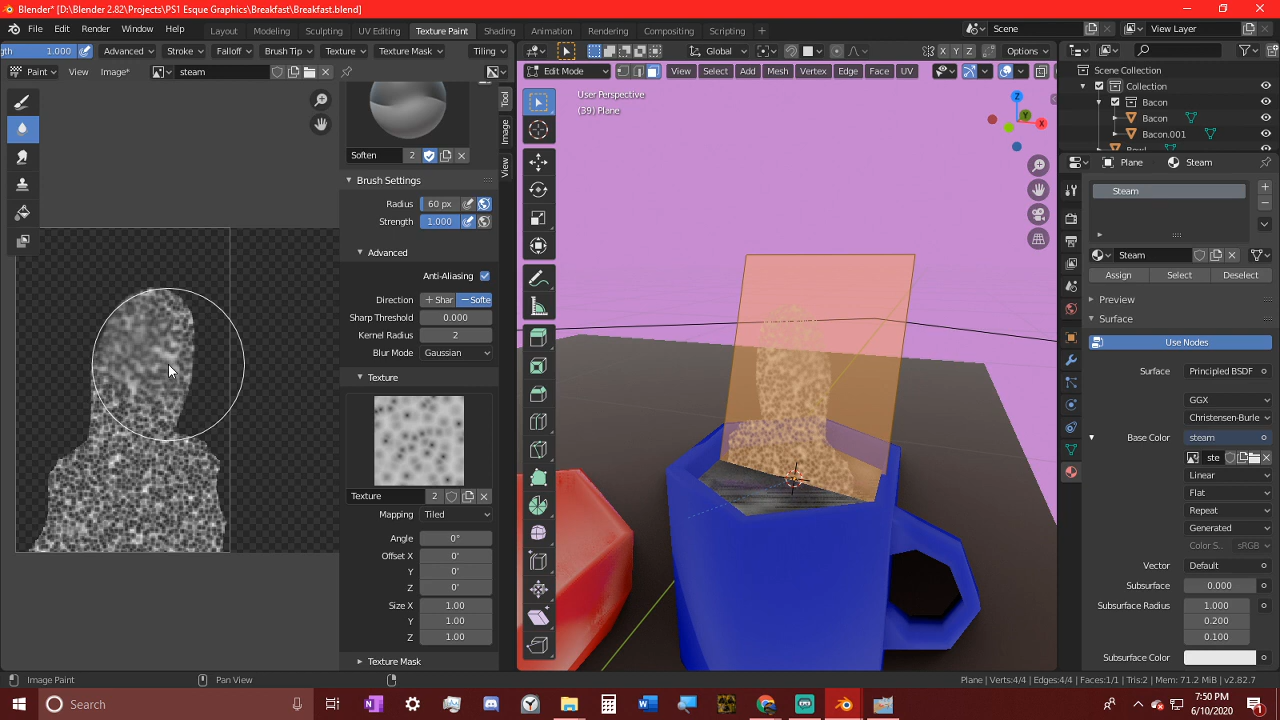 Blender* [D:\Blender 2.82\Projects\PS1 Esque Graphics\Breakfast\Breakfast.blend]
File Edit Render Window Help Layout Modeling Sculpting UV Editing Texture Paint Shading Animation Rendering Compositing Scripting Scene View Layer
1.000 Advanced Stroke Falloff Brush Tip Texture Texture Mask Tiling Global X Y Z Options
Paint View Image* steam Edit Mode View Select Add Mesh Vertex Edge Face UV
Scene Collection
Collection
Bacon
Bacon
Bacon.001
Tool
Image
View
Soften 2
Brush Settings
Radius 60 px
Strength 1.000
Advanced
Anti-Aliasing
Direction + Shar − Softe
Sharp Threshold 0.000
Kernel Radius 2
Blur Mode Gaussian
Texture
Texture 2
Mapping Tiled
Angle 0°
Offset X 0°
Y 0°
Z 0°
Size X 1.00
Y 1.00
Z 1.00
Texture Mask
User Perspective
(39) Plane
Z
Y
X
Plane Steam
Steam
Steam
Assign Select Deselect
Preview
Surface
Use Nodes
Surface Principled BSDF
GGX
Christensen-Burle
Base Color steam
ste
Linear
Flat
Repeat
Generated
Color S... sRGB
Vector Default
Subsurface 0.000
Subsurface Radius 1.000
0.200
0.100
Subsurface Color
Image Paint Pan View Plane | Verts:4/4 | Edges:4/4 | Faces:1/1 | Tris:2 | Mem: 71.2 MiB | v2.82.7
Search
7:50 PM
6/10/2020